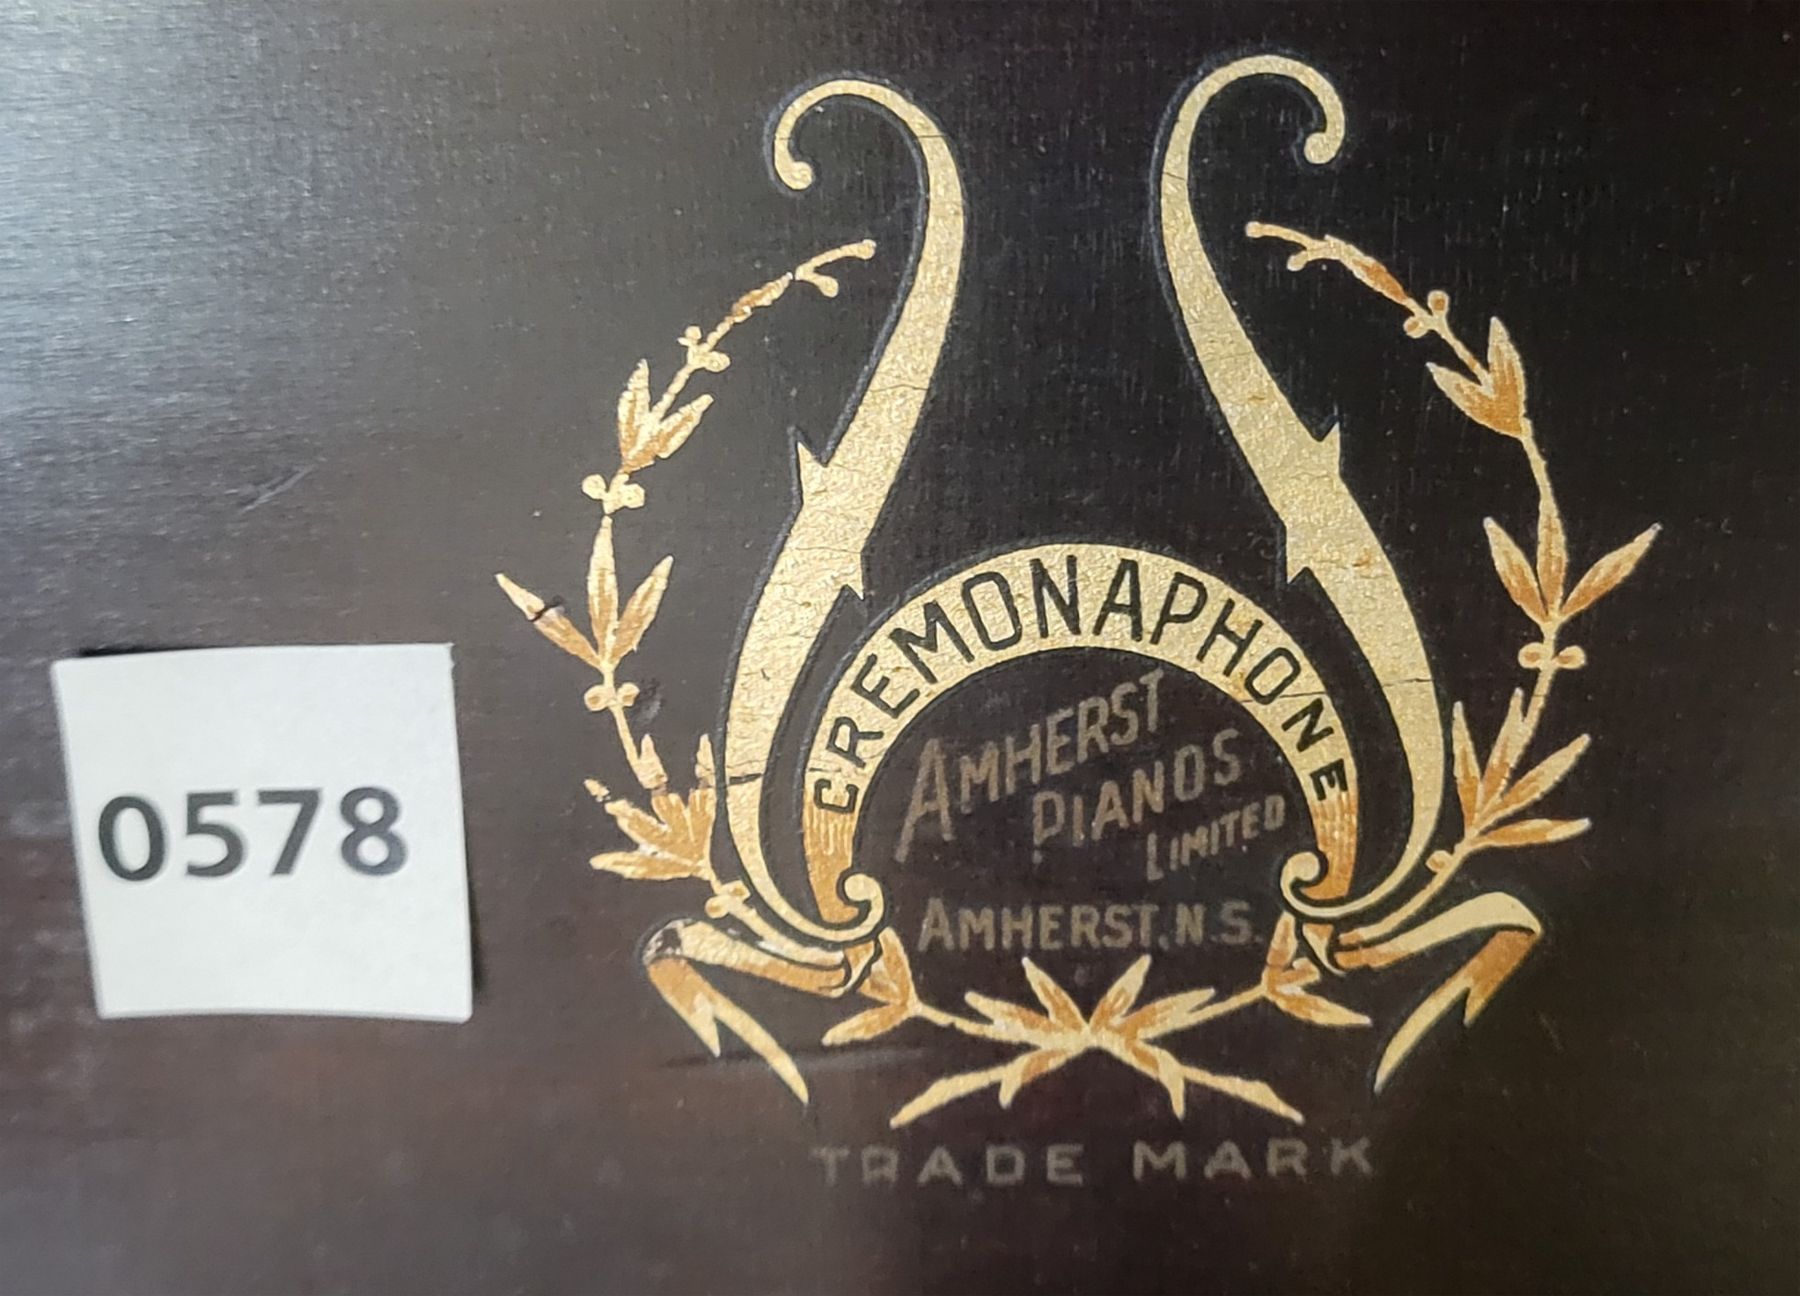 0578
CREMONAPHONE
AMHERST
PIANOS
LIMITED
AMHERST, N.S.
TRADE MARK